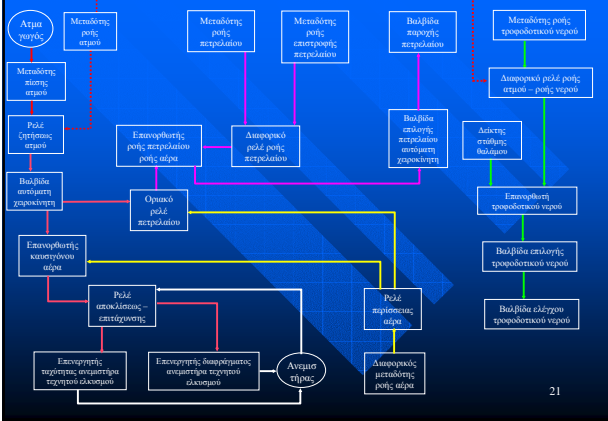 Ατμα
γωγός
Μεταδότης
ροής
ατμού
Μεταδότης
ροής
πετρελαίου
Μεταδότης
ροής
επιστροφής
πετρελαίου
Βαλβίδα
παροχής
πετρελαίου
Μεταδότης ροής
τροφοδοτικού νερού
Μεταδότης
πίεσης
ατμού
Διαφορικό ρελέ ροής
ατμού – ροής νερού
Ρελέ
ζητήσεως
ατμού
Επανορθωτής
ροής πετρελαίου
ροής αέρα
Διαφορικό
ρελέ ροής
πετρελαίου
Βαλβίδα
επιλογής
πετρελαίου
αυτόματη
χειροκίνητη
Δείκτης
στάθμης
θαλάμου
Βαλβίδα
αυτόματη
χειροκίνητη
Οριακό
ρελέ
πετρελαίου
Επανορθωτή
τροφοδοτικού νερού
Επανορθωτής
καυσιγόνου
αέρα
Βαλβίδα επιλογής
τροφοδοτικού νερού
Ρελέ
αποκλίσεως –
επιτάχυνσης
Ρελέ
περίσσειας
αέρα
Βαλβίδα ελέγχου
τροφοδοτικού νερού
Επενεργητής
ταχύτητας ανεμιστήρα
τεχνητού ελκυσμού
Επενεργητής διαφράγματος
ανεμιστήρα τεχνητού
ελκυσμού
Ανεμισ
τήρας
Διαφορικός
μεταδότης
ροής αέρα
21